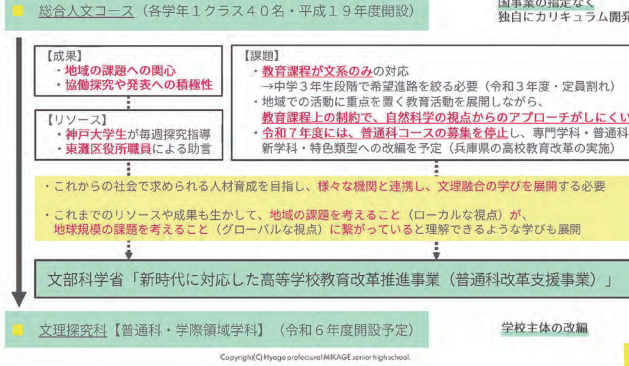 総合人文コース（各学年１クラス４０名・平成１９年度開設）
国事業の指定なく
独自にカリキュラム開発
【成果】
・地域の課題への関心
・協働探究や発表への積極性
【リソース】
・神戸大学生が毎週探究指導
・東灘区役所職員による助言
【課題】
・教育課程が文系のみの対応
→中学３年生段階で希望進路を絞る必要（令和３年度・定員割れ）
・地域での活動に重点を置く教育活動を展開しながら、
教育課程上の制約で、自然科学の視点からのアプローチがしにくい
・令和７年度には、普通科コースの募集を停止し、専門学科・普通科
新学科・特色類型への改編を予定（兵庫県の高校教育改革の実施）
・これからの社会で求められる人材育成を目指し、様々な機関と連携し、文理融合の学びを展開する必要
・これまでのリソースや成果も生かして、地域の課題を考えること（ローカルな視点）が、
地球規模の課題を考えること（グローバルな視点）に繋がっていると理解できるような学びも展開
文部科学省「新時代に対応した高等学校教育改革推進事業（普通科改革支援事業）」
文理探究科【普通科・学際領域学科】（令和６年度開設予定）
学校主体の改編
Copyright(C) Hyogo prefectural MIKAGE senior high school.